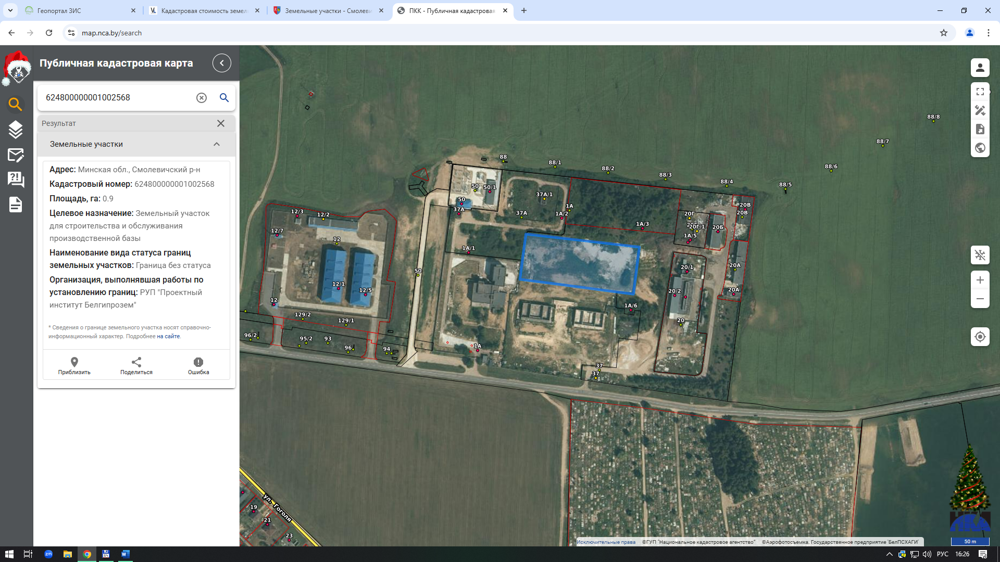 Геопортал ЗИС
Кадастровая стоимость земел
Земельные участки - Смолеви
ПКК - Публичная кадастровая
map.nca.by/search
Публичная кадастровая карта
624800000001002568
Результат
Земельные участки
Адрес: Минская обл., Смолевичский р-н
Кадастровый номер: 624800000001002568
Площадь, га: 0.9
Целевое назначение: Земельный участок
для строительства и обслуживания
производственной базы
Наименование вида статуса границ
земельных участков: Граница без статуса
Организация, выполнявшая работы по
установлению границ: РУП "Проектный
институт Белгипрозем"
* Сведения о границе земельного участка носят справочно-
информационный характер. Подробнее на сайте.
Приблизить
Поделиться
Ошибка
88/8
88/7
88/6
88
88/1
88/2
88/3
88/4
88/5
50
50/1
50
37А
37А/1
37А
1А
1А/2
1А/3
20В
20В
20Г
20Г/1
20Б
1А/5
12/3
12/2
12/7
12
1А/1
50
20/1
20А
12/1
12/5
20/2
20А
12
1А/6
129/2
129/1
20
96/2
95/2
93
96
94
1А
37
37
ул. Гоголя
19
21
23
НКА
Исключительные права
©ГУП "Национальное кадастровое агентство"
©Аэрофотосъемка. Государственное предприятие 'БелПСХАГИ'
50 m
zm
64
W
РУС
16:26